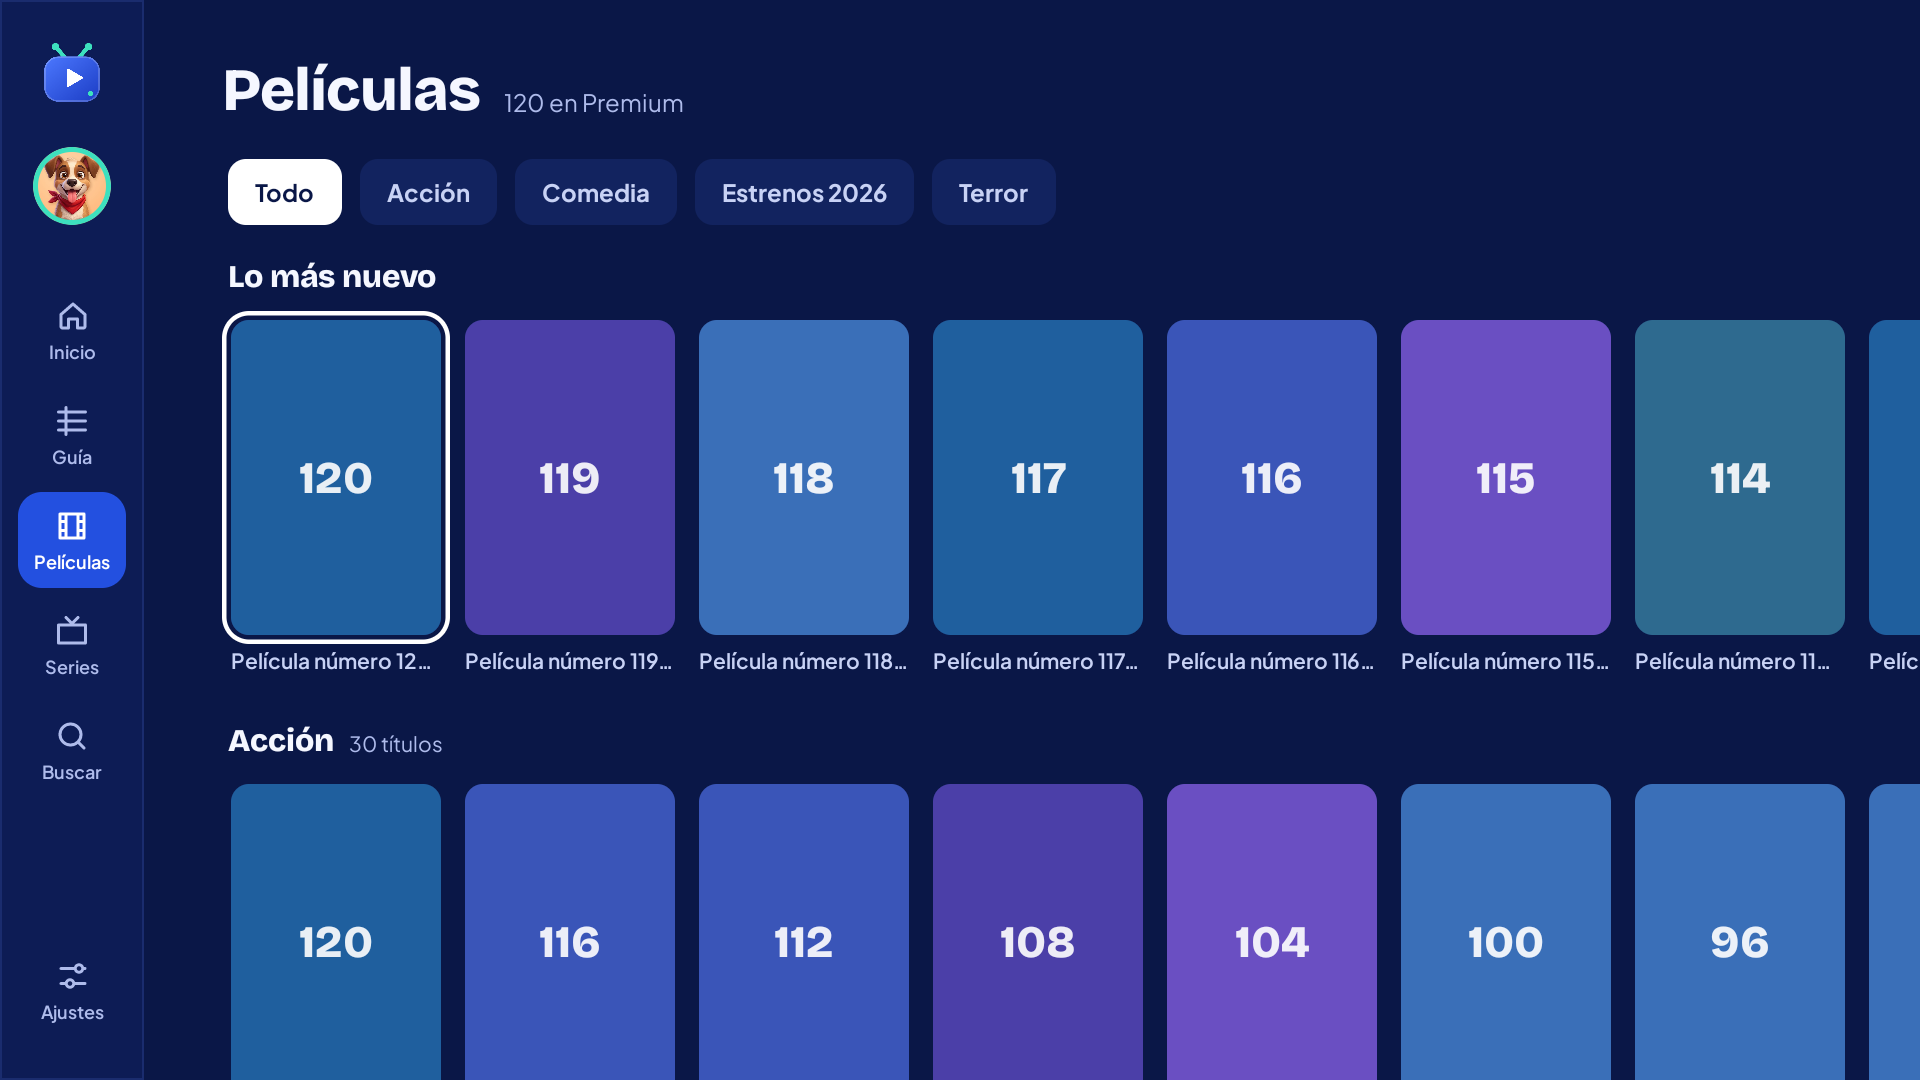 Películas
120 en Premium
Todo
Acción
Comedia
Estrenos 2026
Terror
Lo más nuevo
120
119
118
117
116
115
114
Película número 12...
Película número 119...
Película número 118...
Película número 117...
Película número 116...
Película número 115...
Película número 11...
Pelíc
Acción
30 títulos
120
116
112
108
104
100
96
Inicio
Guía
Películas
Series
Buscar
Ajustes